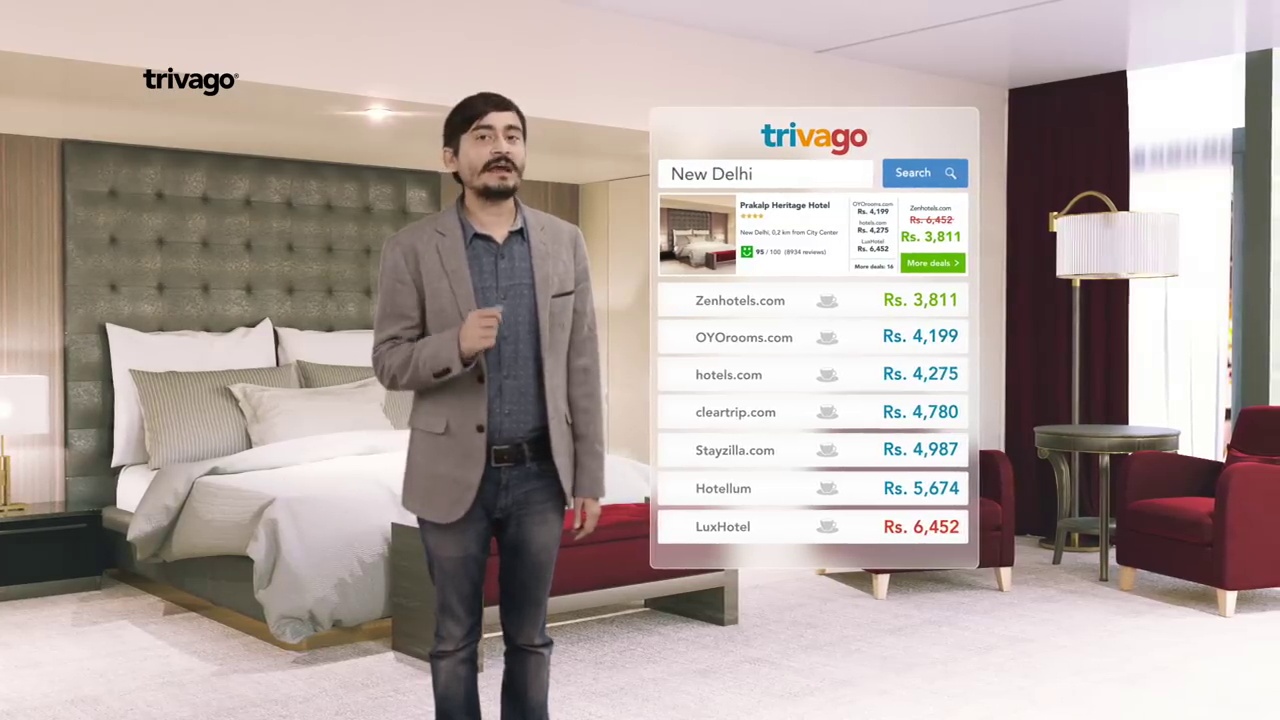 trivago
trivago
New Delhi
Search
Prakalp Heritage Hotel
New Delhi, 0,2 km from City Center
95 / 100 (8934 reviews)
OYOrooms.com
Rs. 4,199
hotels.com
Rs. 4,275
LuxHotel
Rs. 6,452
More deals: 16
Zenhotels.com
Rs. 6,452
Rs. 3,811
More deals >
Zenhotels.com Rs. 3,811
OYOrooms.com Rs. 4,199
hotels.com Rs. 4,275
cleartrip.com Rs. 4,780
Stayzilla.com Rs. 4,987
Hotellum Rs. 5,674
LuxHotel Rs. 6,452